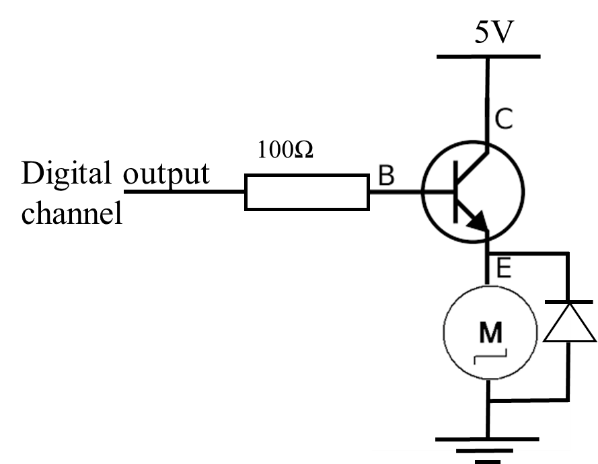 5V
C
100Ω
Digital output
channel
B
E
M